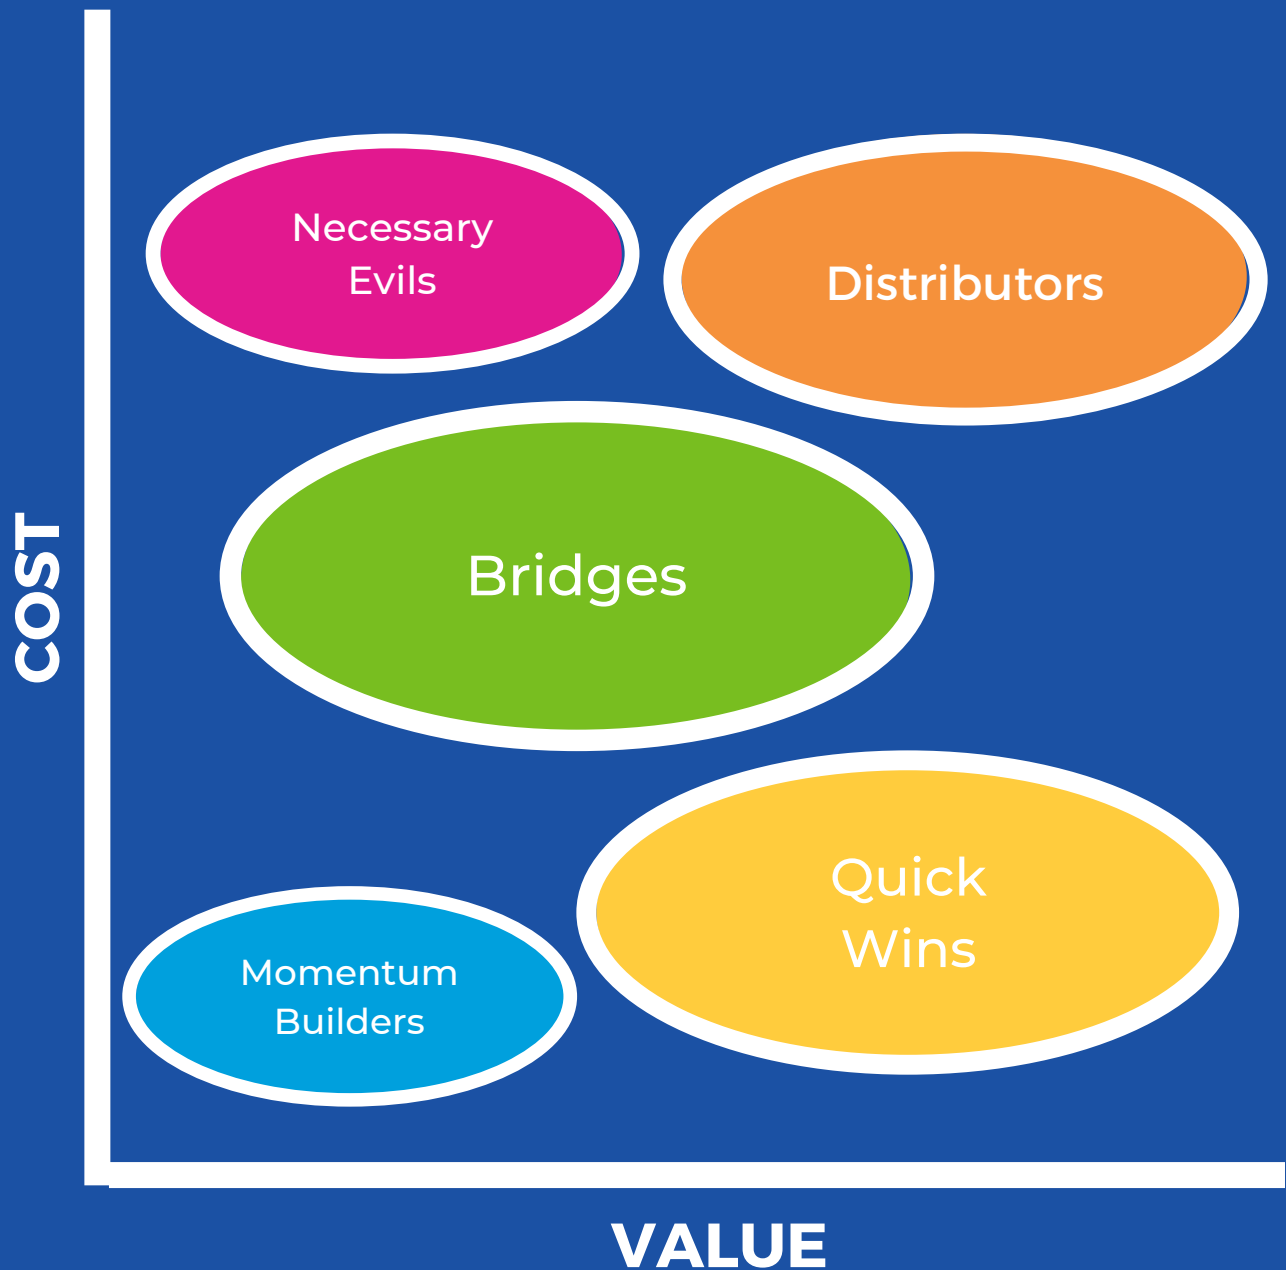 Necessary
Evils
Distributors
Bridges
COST
Quick
Wins
Momentum
Builders
VALUE